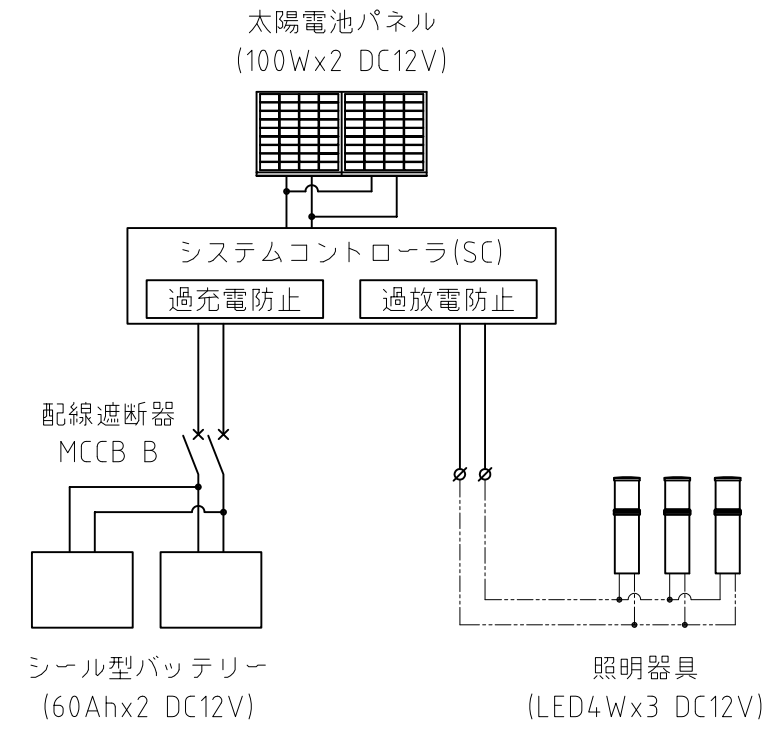 太陽電池パネル
(100Wx2 DC12V)
システムコントローラ(SC)
過充電防止
過放電防止
配線遮断器
MCCB B
シール型バッテリー
(60Ahx2 DC12V)
照明器具
(LED4Wx3 DC12V)